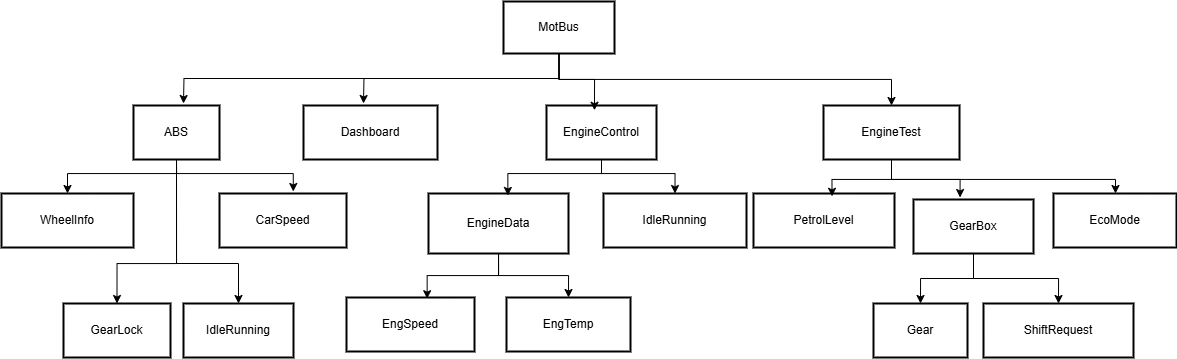 MotBus
ABS
Dashboard
EngineControl
EngineTest
WheelInfo
CarSpeed
EngineData
IdleRunning
PetrolLevel
GearBox
EcoMode
GearLock
IdleRunning
EngSpeed
EngTemp
Gear
ShiftRequest